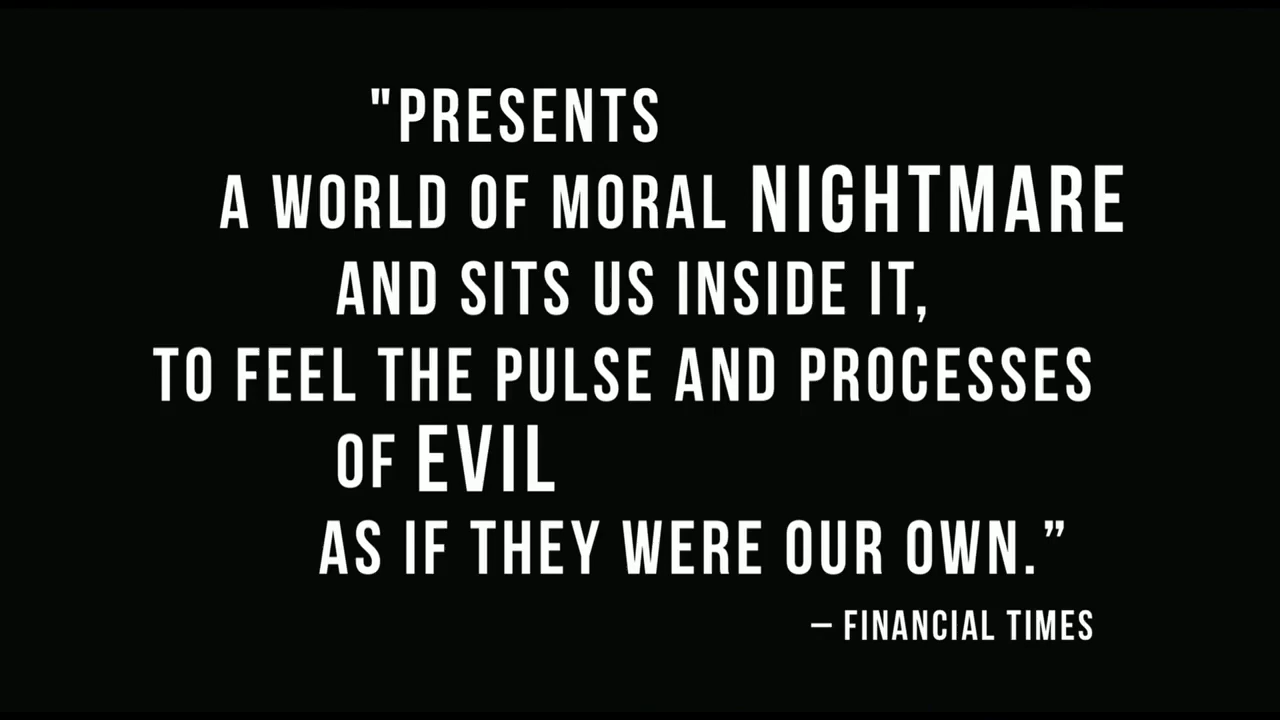 "PRESENTS
A WORLD OF MORAL NIGHTMARE
AND SITS US INSIDE IT,
TO FEEL THE PULSE AND PROCESSES
OF EVIL
AS IF THEY WERE OUR OWN.”
– FINANCIAL TIMES